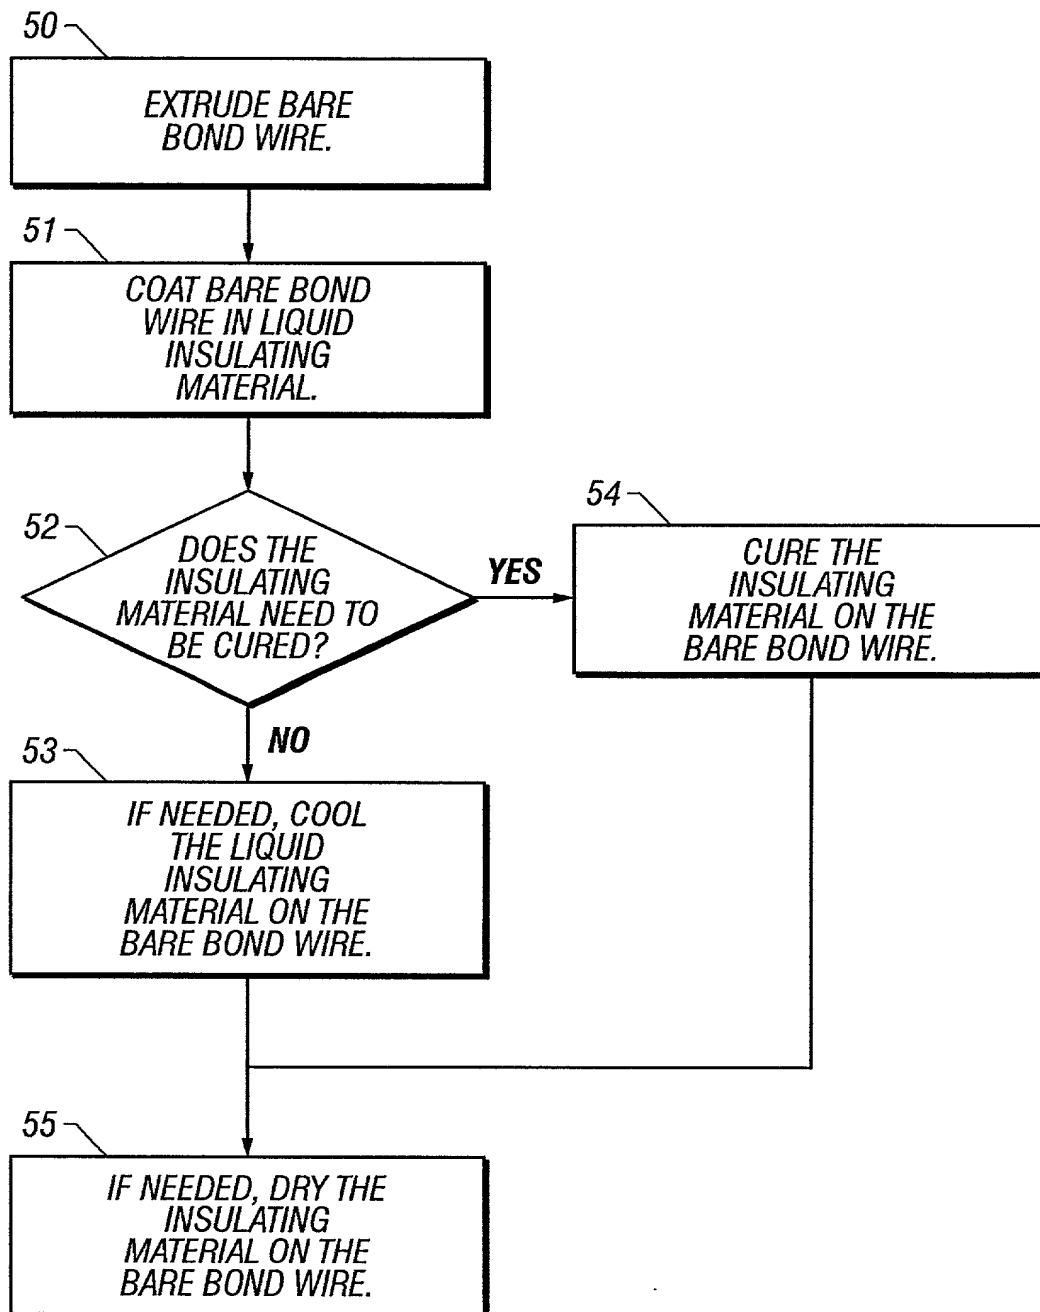 50
EXTRUDE BARE
BOND WIRE.
51
COAT BARE BOND
WIRE IN LIQUID
INSULATING
MATERIAL.
52
DOES THE
INSULATING
MATERIAL NEED TO
BE CURED?
YES
54
CURE THE
INSULATING
MATERIAL ON THE
BARE BOND WIRE.
NO
53
IF NEEDED, COOL
THE LIQUID
INSULATING
MATERIAL ON THE
BARE BOND WIRE.
55
IF NEEDED, DRY THE
INSULATING
MATERIAL ON THE
BARE BOND WIRE.